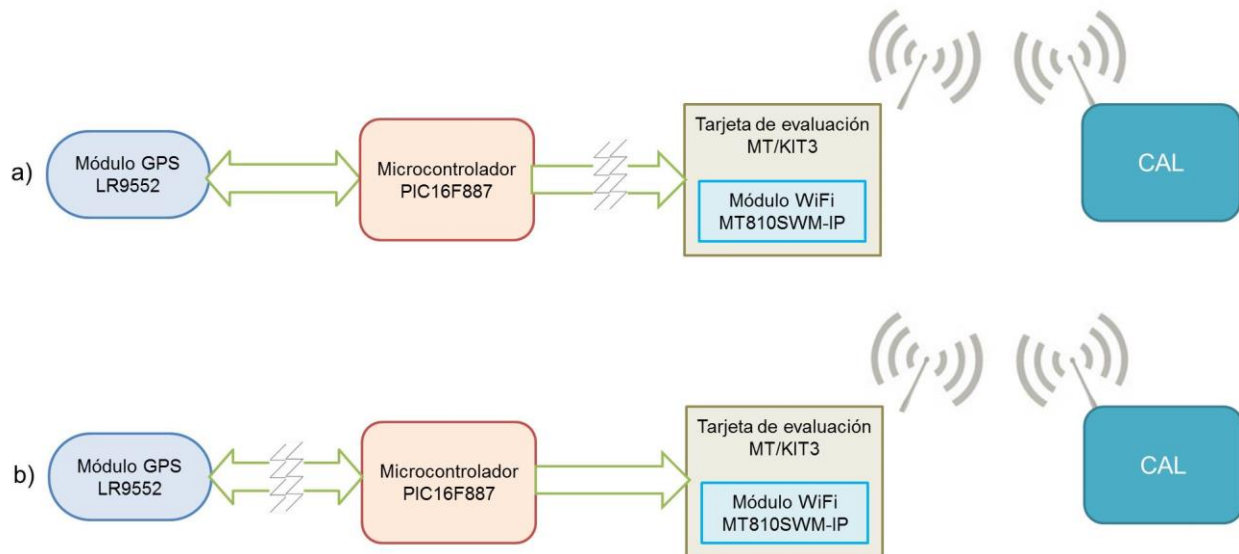 a)
Módulo GPS
LR9552
Microcontrolador
PIC16F887
Tarjeta de evaluación
MT/KIT3
Módulo WiFi
MT810SWM-IP
CAL
b)
Módulo GPS
LR9552
Microcontrolador
PIC16F887
Tarjeta de evaluación
MT/KIT3
Módulo WiFi
MT810SWM-IP
CAL